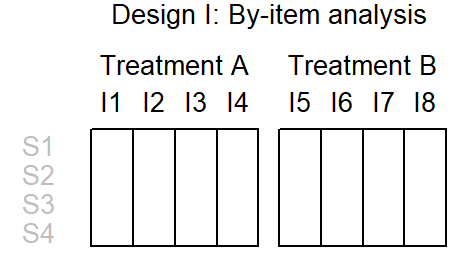 Design I: By-item analysis
Treatment A Treatment B
I1 I2 I3 I4 I5 I6 I7 I8
S1
S2
S3
S4